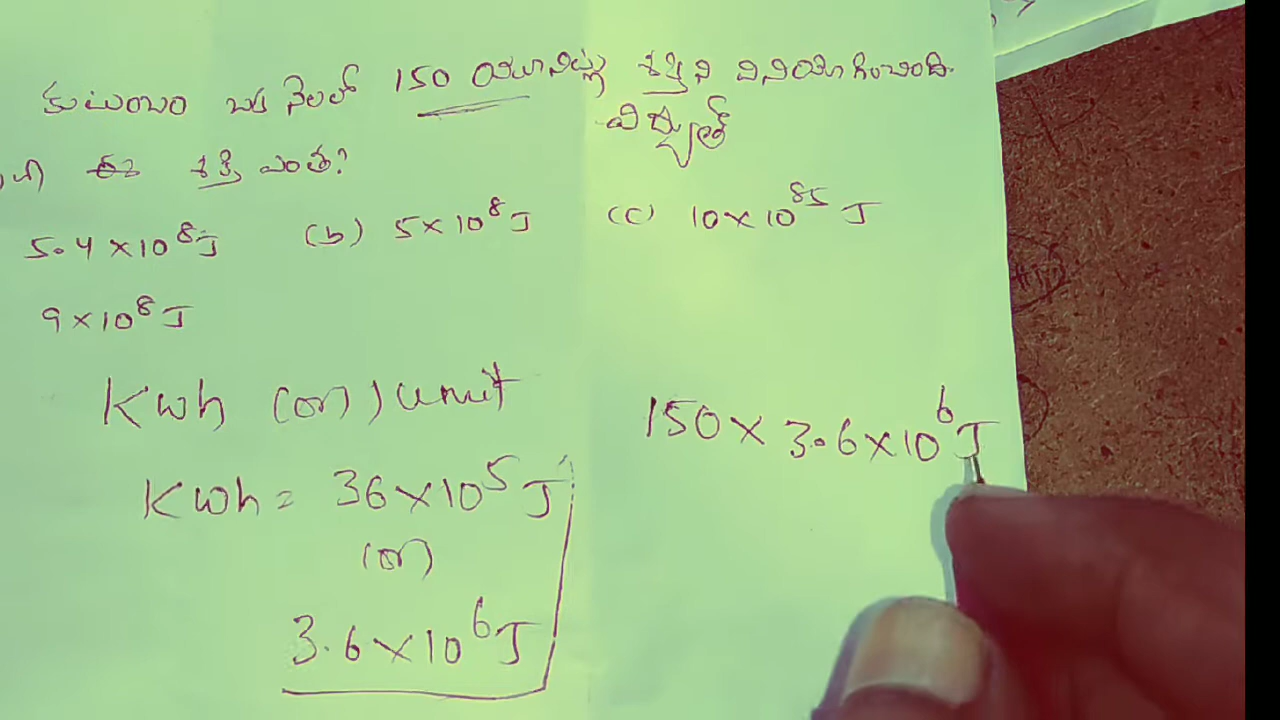 కుటుంబం ఒక నెలలో 150 యూనిట్లు శక్తిని వినియోగించింది.
విద్యుత్
ఈ శక్తి ఎంత?
5.4 × 10⁸ J (b) 5 × 10⁸ J (c) 10 × 10⁸⁵ J
9 × 10⁸ J
Kwh (or) unit
150 × 3.6 × 10⁶ J
Kwh = 36 × 10⁵ J
(or)
3.6 × 10⁶ J